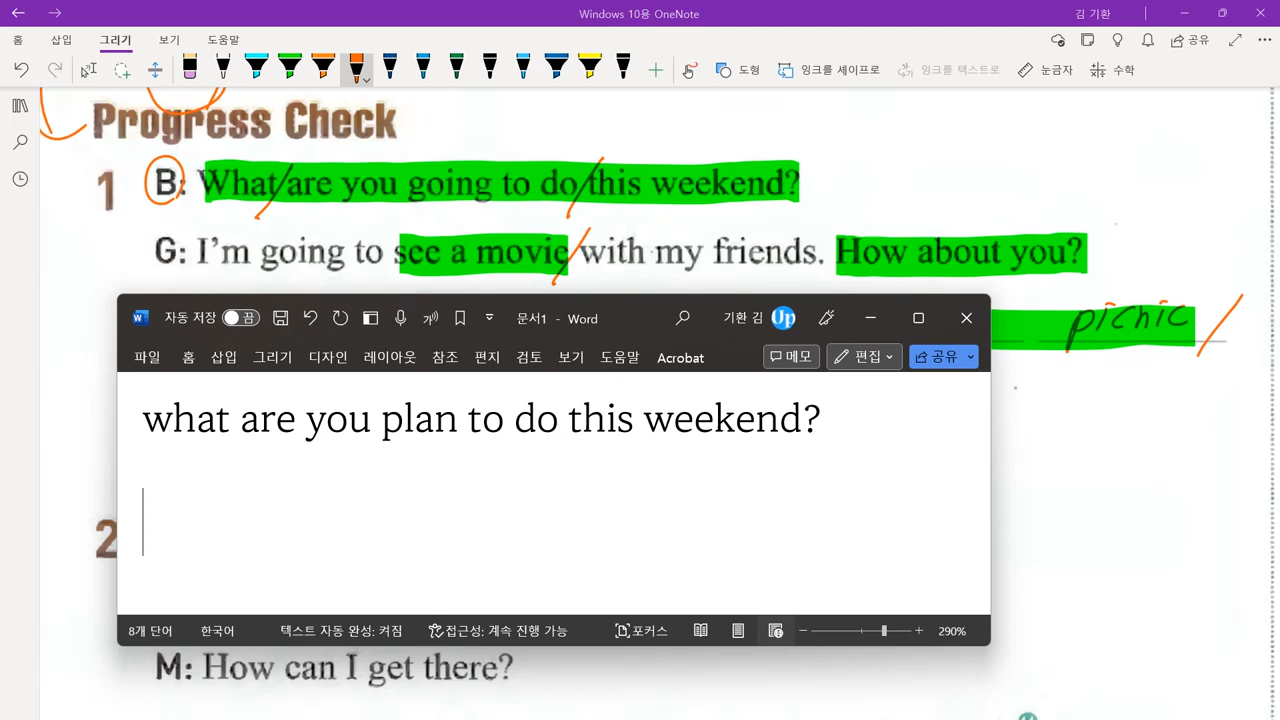 Windows 10용 OneNote
김 기환
홈 삽입 그리기 보기 도움말
공유
도형 잉크를 셰이프로 잉크를 텍스트로 눈금자 수학
Progress Check
1 B: What are you going to do this weekend?
G: I'm going to see a movie with my friends. How about you?
picnic
자동 저장 끔 문서1 - Word 기환 김 Up
파일 홈 삽입 그리기 디자인 레이아웃 참조 편지 검토 보기 도움말 Acrobat 메모 편집 공유
what are you plan to do this weekend?
2
8개 단어 한국어 텍스트 자동 완성: 켜짐 접근성: 계속 진행 가능 포커스 290%
M: How can I get there?